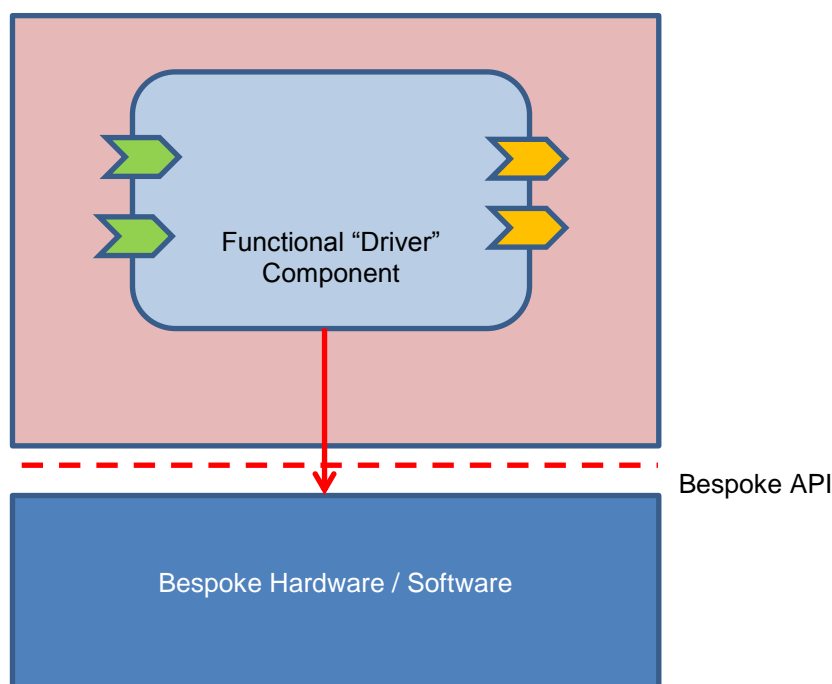 Functional “Driver”
Component
Bespoke API
Bespoke Hardware / Software